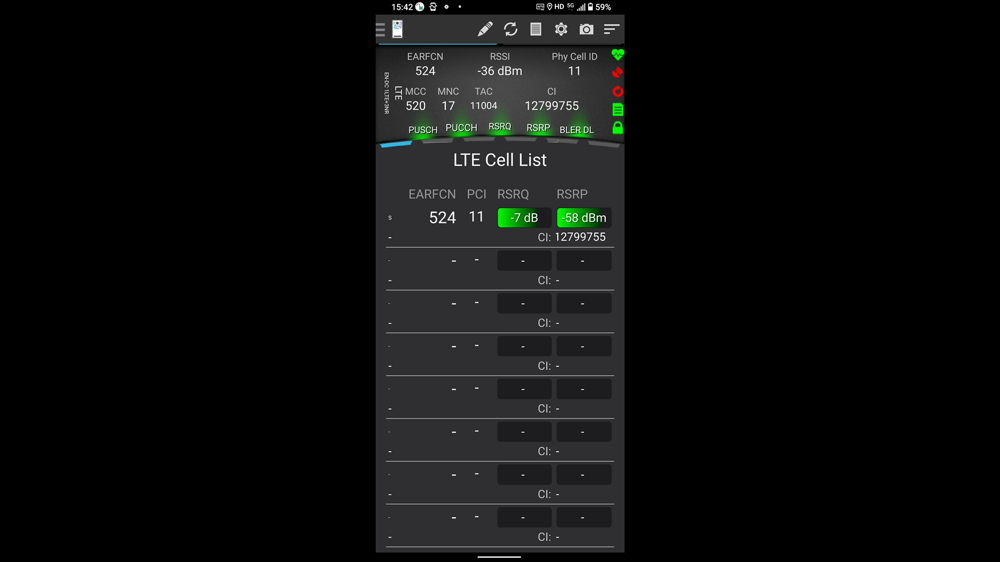 15:42 HD 5G 59%
EARFCN RSSI Phy Cell ID
524 -36 dBm 11
EN-DC 1LTE+3NR
LTE
MCC MNC TAC CI
520 17 11004 12799755
PUSCH PUCCH RSRQ RSRP BLER DL
LTE Cell List
EARFCN PCI RSRQ RSRP
S 524 11 -7 dB -58 dBm
- CI: 12799755
- - - - -
- CI: -
- - - - -
- CI: -
- - - - -
- CI: -
- - - - -
- CI: -
- - - - -
- CI: -
- - - - -
- CI: -
- - - - -
- CI: -